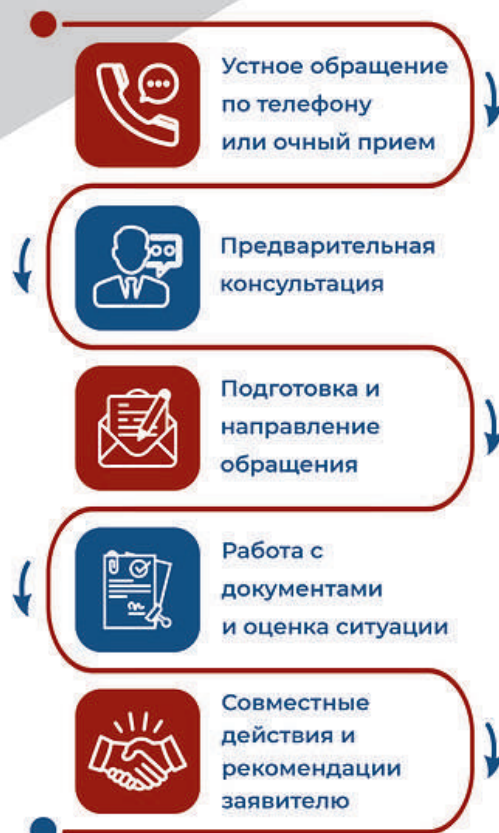 Устное обращение
по телефону
или очный прием
Предварительная
консультация
Подготовка и
направление
обращения
Работа с
документами
и оценка ситуации
Совместные
действия и
рекомендации
заявителю